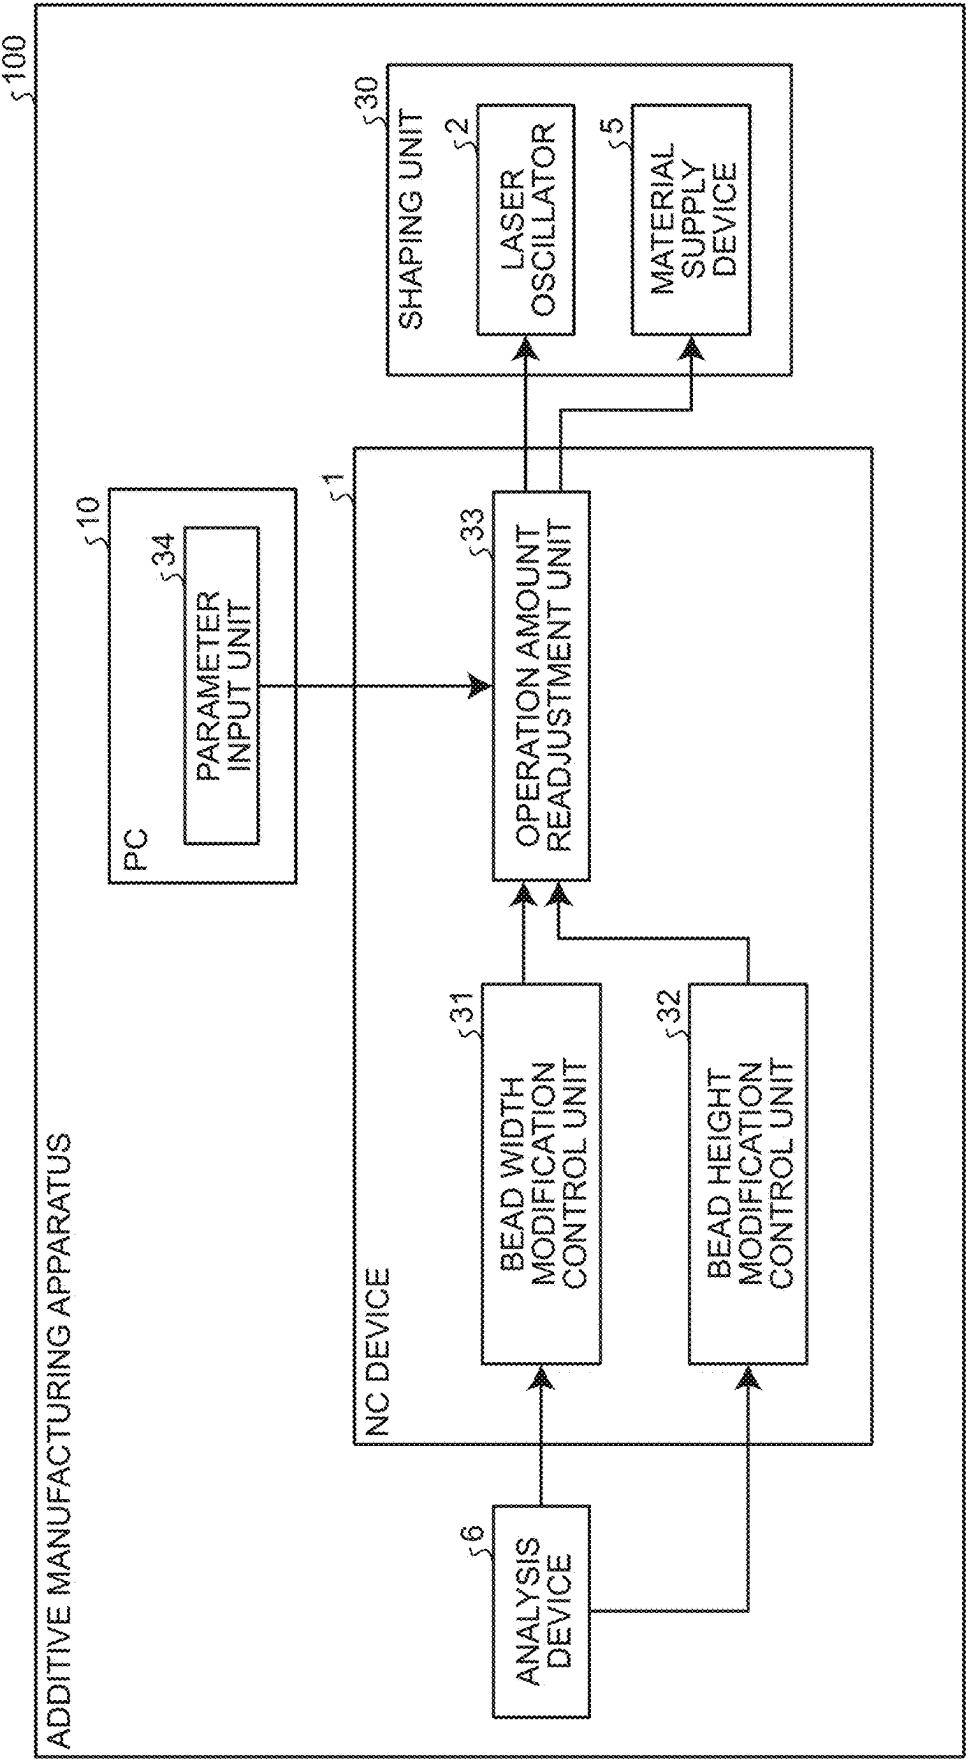 100
ADDITIVE MANUFACTURING APPARATUS
10
PC
34
PARAMETER
INPUT UNIT
30
SHAPING UNIT
2
LASER
OSCILLATOR
5
MATERIAL
SUPPLY
DEVICE
1
NC DEVICE
6
ANALYSIS
DEVICE
31
BEAD WIDTH
MODIFICATION
CONTROL UNIT
32
BEAD HEIGHT
MODIFICATION
CONTROL UNIT
33
OPERATION AMOUNT
READJUSTMENT UNIT